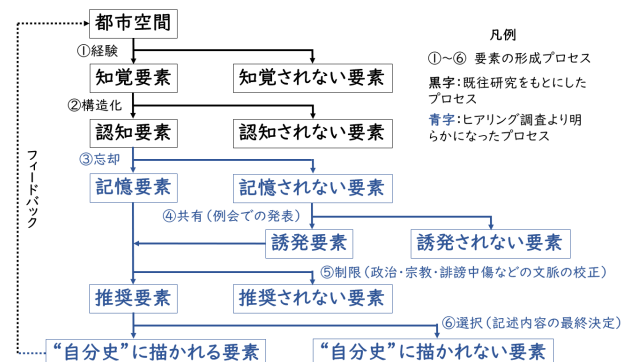 都市空間
①経験
知覚要素
知覚されない要素
②構造化
認知要素
認知されない要素
③忘却
記憶要素
記憶されない要素
④共有(例会での発表)
誘発要素
誘発されない要素
⑤制限(政治・宗教・誹謗中傷などの文脈の校正)
推奨要素
推奨されない要素
⑥選択(記述内容の最終決定)
“自分史”に描かれる要素
“自分史”に描かれない要素
フィードバック
凡例
①～⑥ 要素の形成プロセス
黒字:既往研究をもとにした
プロセス
青字:ヒアリング調査より明
らかになったプロセス